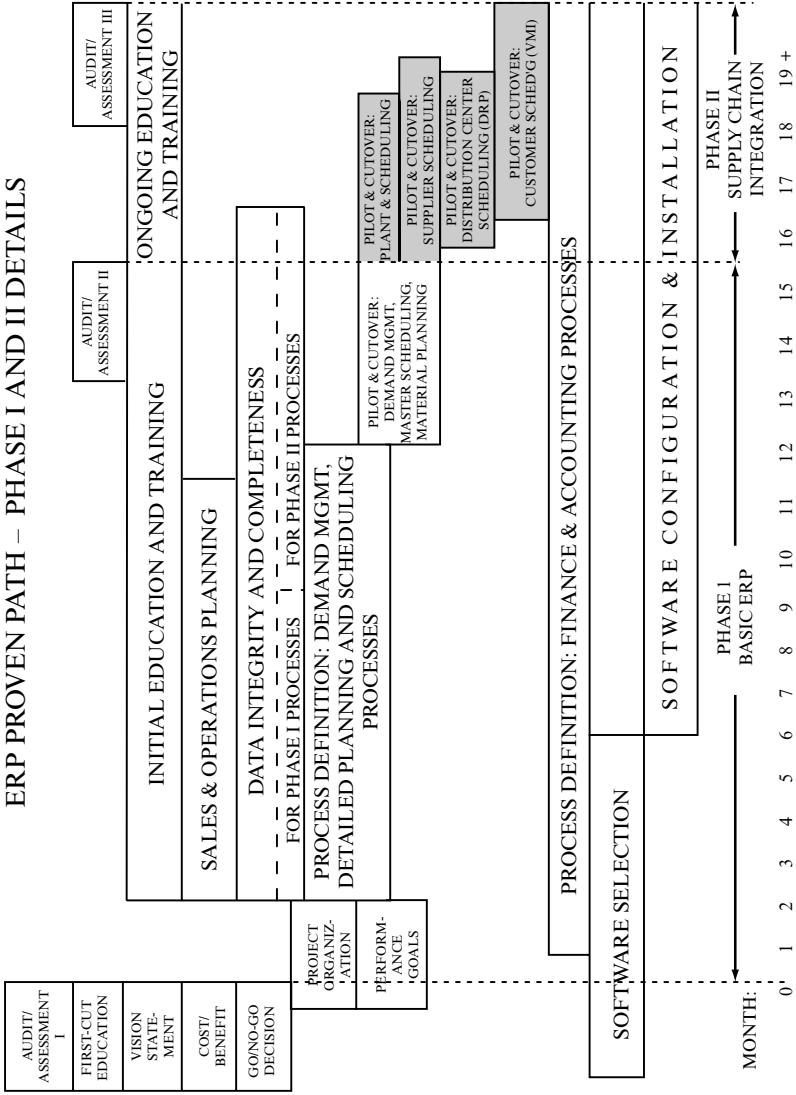 ERP PROVEN PATH – PHASE I AND II DETAILS
AUDIT/
ASSESSMENT
I
FIRST-CUT
EDUCATION
VISION
STATE-
MENT
COST/
BENEFIT
GO/NO-GO
DECISION
AUDIT/
ASSESSMENT II
AUDIT/
ASSESSMENT III
INITIAL EDUCATION AND TRAINING
ONGOING EDUCATION
AND TRAINING
SALES & OPERATIONS PLANNING
DATA INTEGRITY AND COMPLETENESS
FOR PHASE I PROCESSES
FOR PHASE II PROCESSES
PROJECT
ORGANIZ-
ATION
PERFORM-
ANCE
GOALS
PROCESS DEFINITION: DEMAND MGMT,
DETAILED PLANNING AND SCHEDULING
PROCESSES
PILOT & CUTOVER:
DEMAND MGMT,
MASTER SCHEDULING,
MATERIAL PLANNING
PILOT & CUTOVER:
PLANT & SCHEDULING
PILOT & CUTOVER:
SUPPLIER SCHEDULING
PILOT & CUTOVER:
DISTRIBUTION CENTER
SCHEDULING (DRP)
PILOT & CUTOVER:
CUSTOMER SCHED'G (VMI)
PROCESS DEFINITION: FINANCE & ACCOUNTING PROCESSES
SOFTWARE SELECTION
SOFTWARE CONFIGURATION & INSTALLATION
PHASE 1
BASIC ERP
PHASE II
SUPPLY CHAIN
INTEGRATION
MONTH: 0 1 2 3 4 5 6 7 8 9 10 11 12 13 14 15 16 17 18 19 +